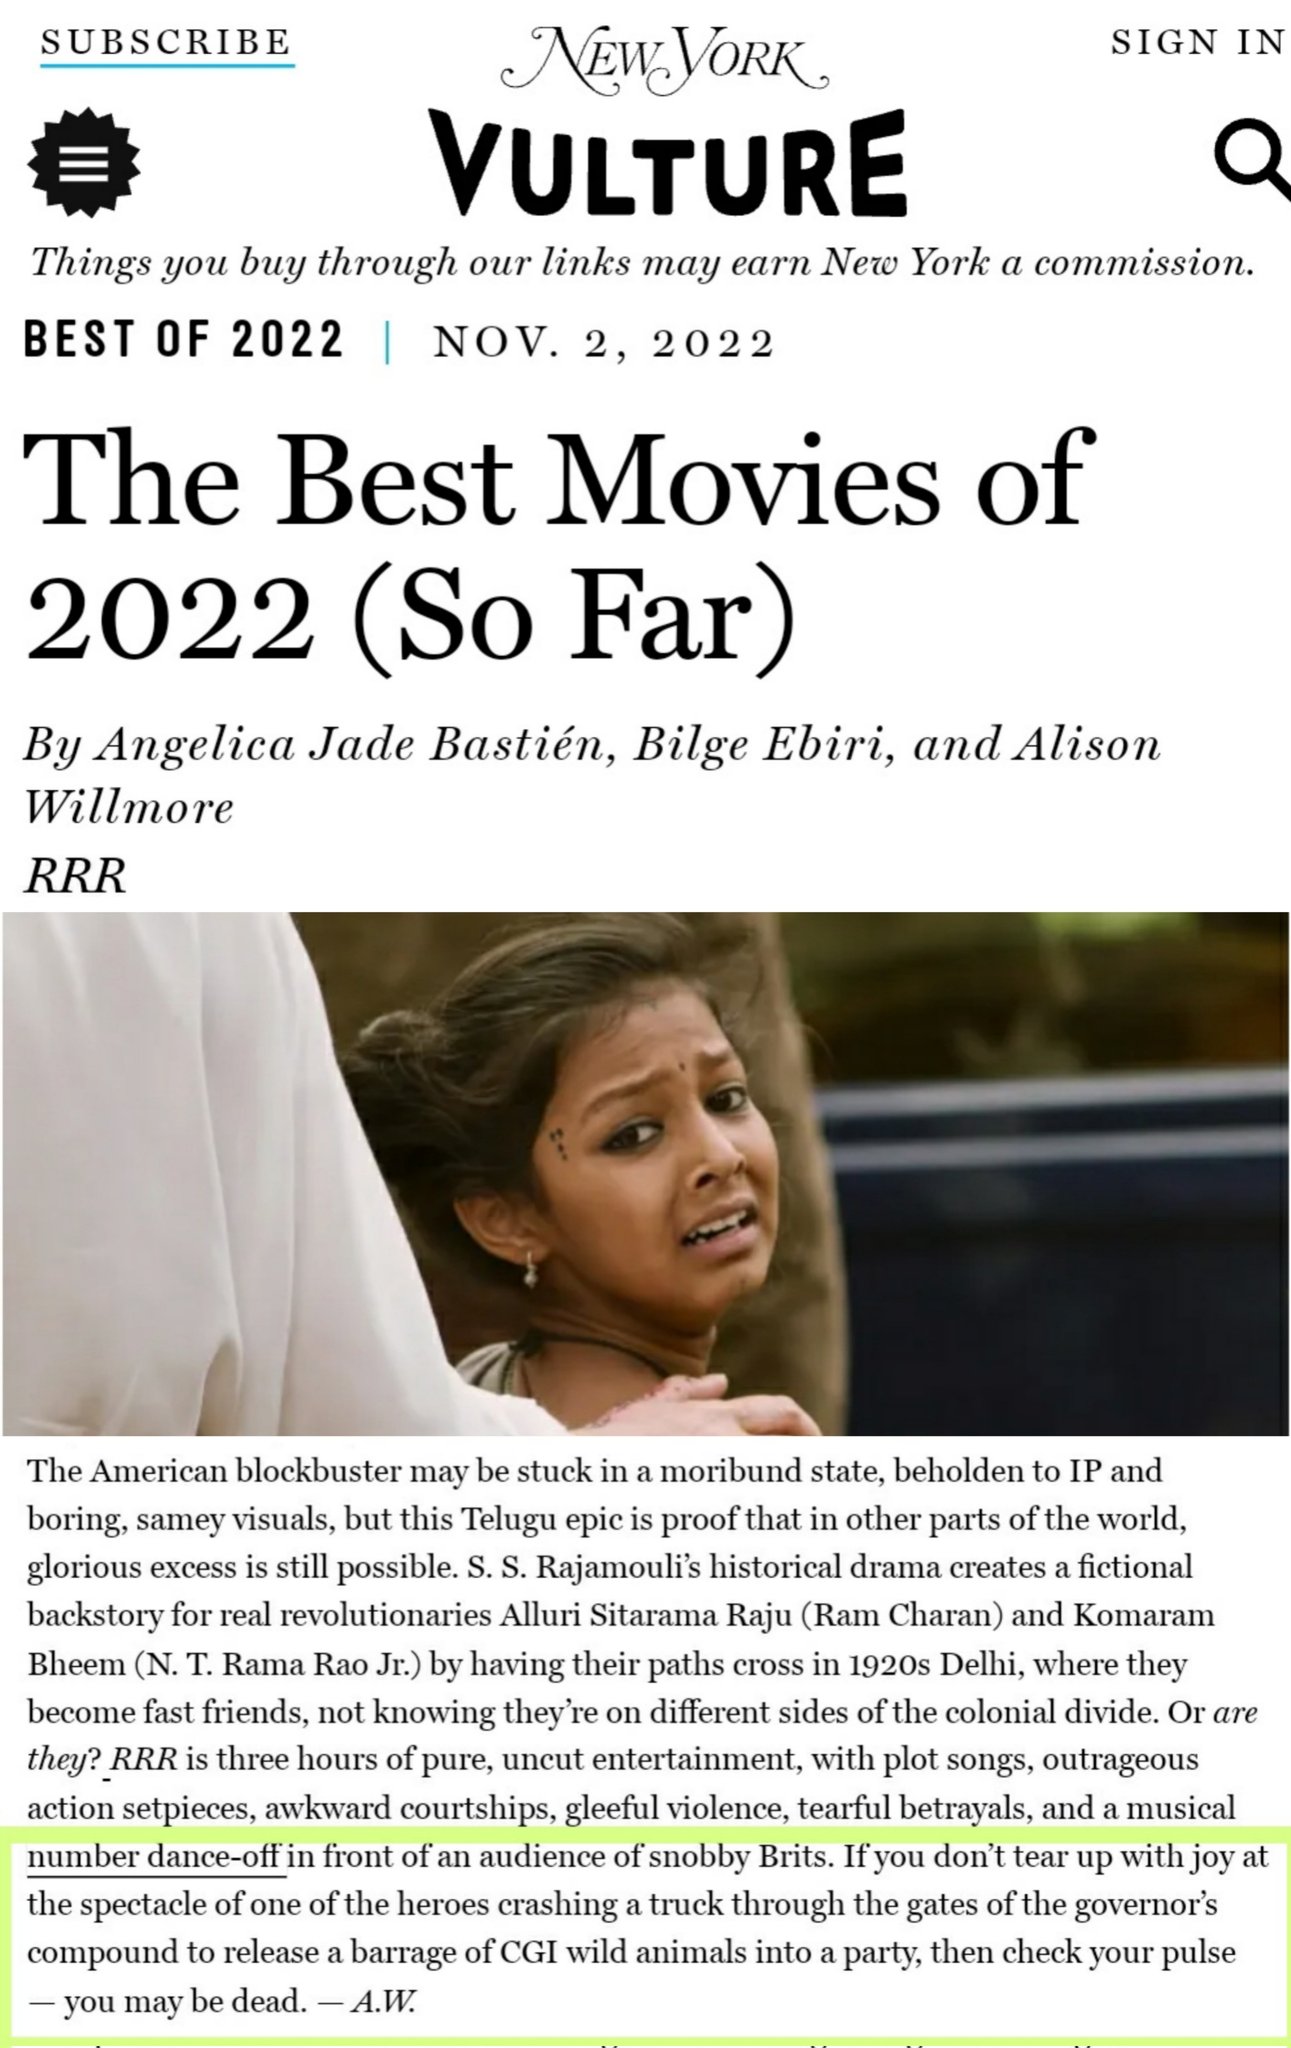 SUBSCRIBE
NEW YORK
SIGN IN
VULTURE
Things you buy through our links may earn New York a commission.
BEST OF 2022 | NOV. 2, 2022
The Best Movies of
2022 (So Far)
By Angelica Jade Bastién, Bilge Ebiri, and Alison
Willmore
RRR
The American blockbuster may be stuck in a moribund state, beholden to IP and
boring, samey visuals, but this Telugu epic is proof that in other parts of the world,
glorious excess is still possible. S. S. Rajamouli’s historical drama creates a fictional
backstory for real revolutionaries Alluri Sitarama Raju (Ram Charan) and Komaram
Bheem (N. T. Rama Rao Jr.) by having their paths cross in 1920s Delhi, where they
become fast friends, not knowing they’re on different sides of the colonial divide. Or are
they? RRR is three hours of pure, uncut entertainment, with plot songs, outrageous
action setpieces, awkward courtships, gleeful violence, tearful betrayals, and a musical
number dance-off in front of an audience of snobby Brits. If you don’t tear up with joy at
the spectacle of one of the heroes crashing a truck through the gates of the governor’s
compound to release a barrage of CGI wild animals into a party, then check your pulse
— you may be dead. — A.W.